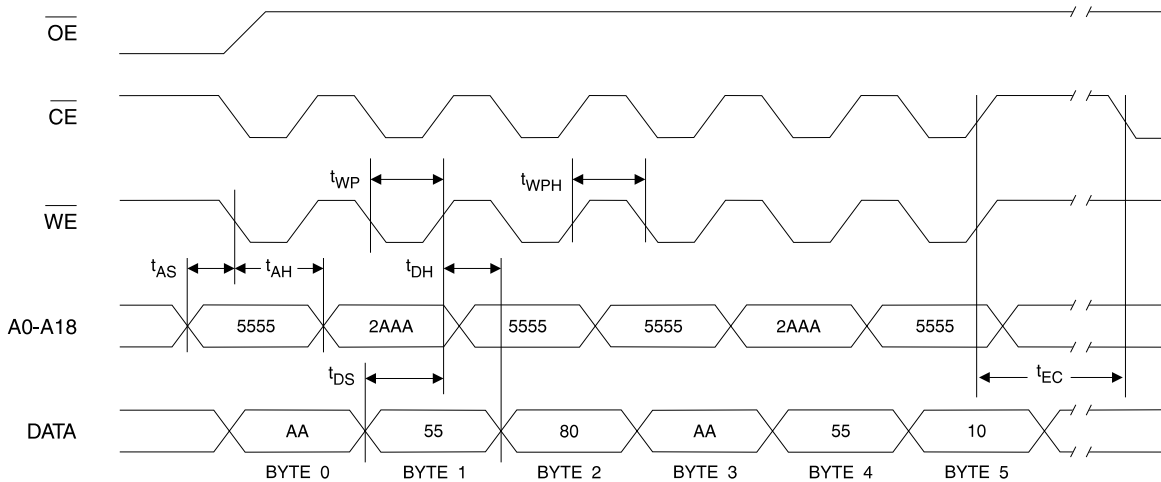 OE
CE
tWP
tWPH
WE
tAS tAH tDH
A0-A18 5555 2AAA 5555 5555 2AAA 5555
tDS tEC
DATA AA 55 80 AA 55 10
BYTE 0 BYTE 1 BYTE 2 BYTE 3 BYTE 4 BYTE 5